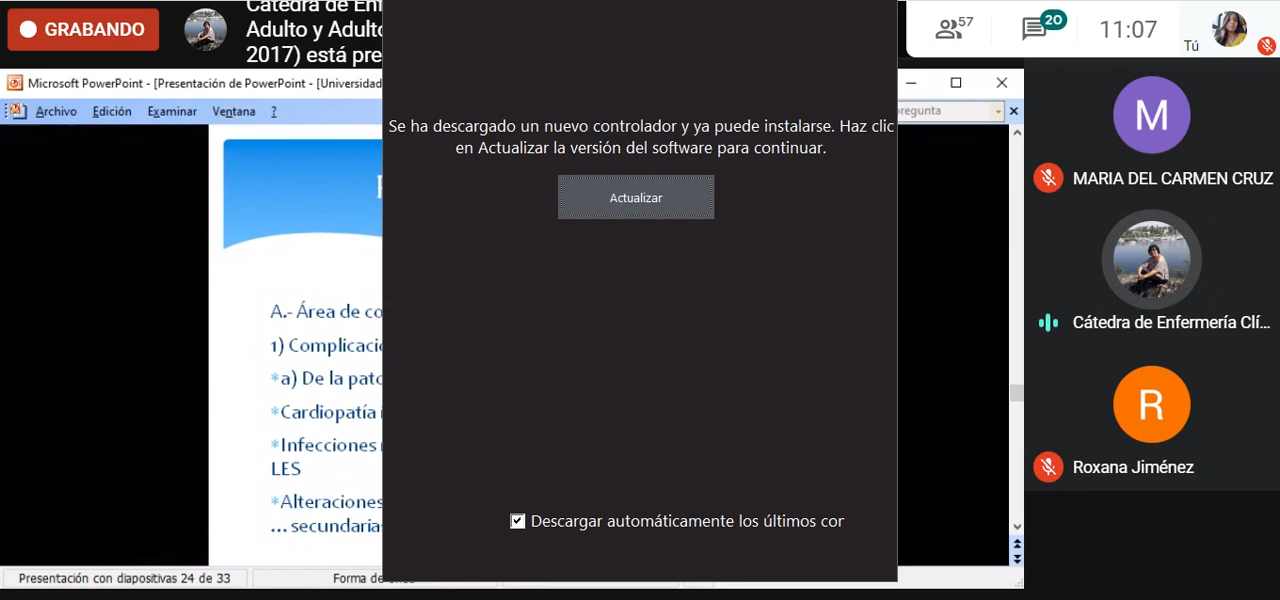 GRABANDO
Cátedra de Enf
Adulto y Adulto
2017) está pre
57
20
11:07
Tú
Microsoft PowerPoint - [Presentación de PowerPoint - [Universidad
Archivo Edición Examinar Ventana ?
pregunta
Se ha descargado un nuevo controlador y ya puede instalarse. Haz clic
en Actualizar la versión del software para continuar.
Actualizar
A.- Área de co
1) Complicacio
*a) De la pato
*Cardiopatía i
*Infecciones
LES
*Alteraciones
... secundaria
Descargar automáticamente los últimos cor
M
MARIA DEL CARMEN CRUZ
Cátedra de Enfermería Clí...
R
Roxana Jiménez
Presentación con diapositivas 24 de 33
Forma de